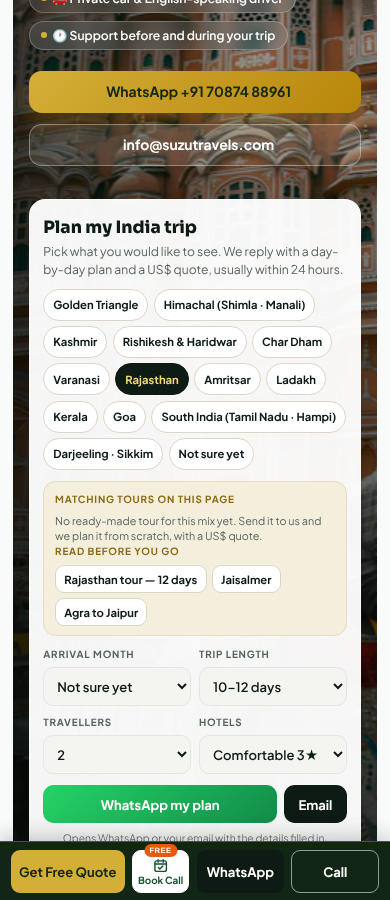 🚘 Private car & English-speaking driver
🕐 Support before and during your trip
WhatsApp +91 70874 88961
info@suzutravels.com
Plan my India trip
Pick what you would like to see. We reply with a day-
by-day plan and a US$ quote, usually within 24 hours.
Golden Triangle
Himachal (Shimla · Manali)
Kashmir
Rishikesh & Haridwar
Char Dham
Varanasi
Rajasthan
Amritsar
Ladakh
Kerala
Goa
South India (Tamil Nadu · Hampi)
Darjeeling · Sikkim
Not sure yet
MATCHING TOURS ON THIS PAGE
No ready-made tour for this mix yet. Send it to us and
we plan it from scratch, with a US$ quote.
READ BEFORE YOU GO
Rajasthan tour — 12 days
Jaisalmer
Agra to Jaipur
ARRIVAL MONTH
TRIP LENGTH
Not sure yet
10–12 days
TRAVELLERS
HOTELS
2
Comfortable 3★
WhatsApp my plan
Email
Opens WhatsApp or your email with the details filled in.
FREE
Get Free Quote
Book Call
WhatsApp
Call